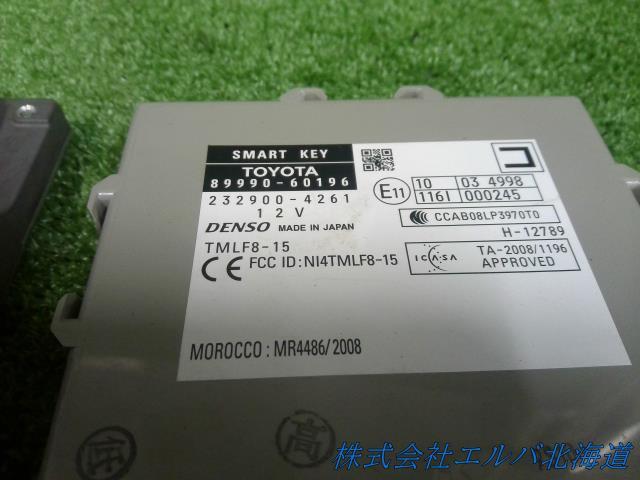 SMART KEY
TOYOTA
89990-60196
232900-4261
12V
DENSO MADE IN JAPAN
TMLF8-15
CE FCC ID:NI4TMLF8-15
MOROCCO: MR4486/2008
E11
10 03 4998
1161 000245
CCAB08LP3970T0
H-12789
ICASA
TA-2008/1196
APPROVED
低
高
株式会社エルバ北海道